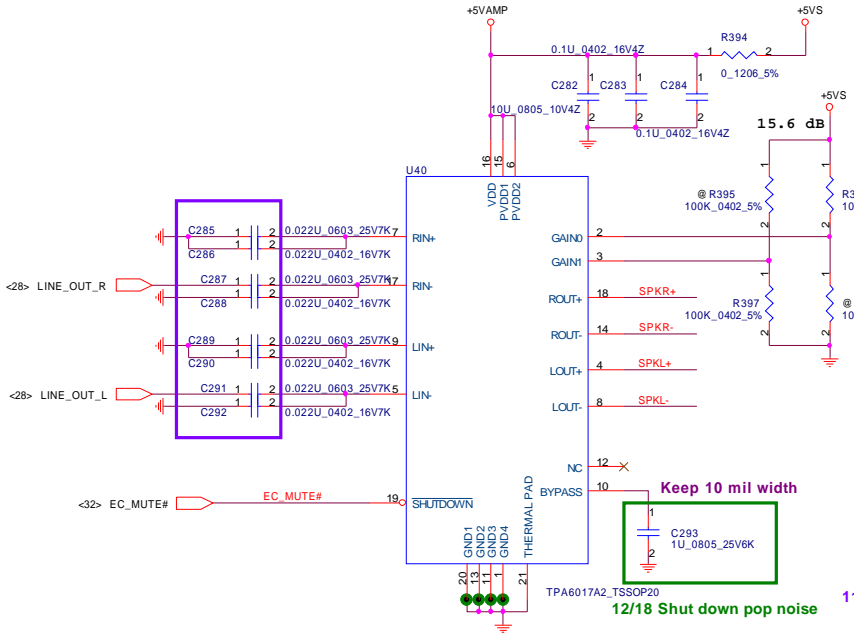 +5VAMP
+5VS
R394
0.1U_0402_16V4Z
1
2
0_1206_5%
C282
1
C283
1
C284
1
+5VS
10U_0805_10V4Z
2
2
2
0.1U_0402_16V4Z
15.6 dB
16
15
6
1
1
U40
VDD
PVDD1
PVDD2
@ R395
100K_0402_5%
R3
10
2
2
C285
1
2
0.022U_0603_25V7K
7
RIN+
GAIN0
2
C286
1
2
0.022U_0402_16V7K
GAIN1
3
<28> LINE_OUT_R
C287
1
2
0.022U_0603_25V7K
17
RIN-
C288
1
2
0.022U_0402_16V7K
ROUT+
18
SPKR+
1
1
R397
100K_0402_5%
@
10
2
2
C289
1
2
0.022U_0603_25V7K
9
LIN+
ROUT-
14
SPKR-
C290
1
2
0.022U_0402_16V7K
LOUT+
4
SPKL+
<28> LINE_OUT_L
C291
1
2
0.022U_0603_25V7K
5
LIN-
C292
1
2
0.022U_0402_16V7K
LOUT-
8
SPKL-
NC
12
BYPASS
10
Keep 10 mil width
<32> EC_MUTE#
EC_MUTE#
19
SHUTDOWN
1
C293
1U_0805_25V6K
2
GND1
GND2
GND3
GND4
THERMAL PAD
20
13
11
1
21
TPA6017A2_TSSOP20
12/18 Shut down pop noise
11